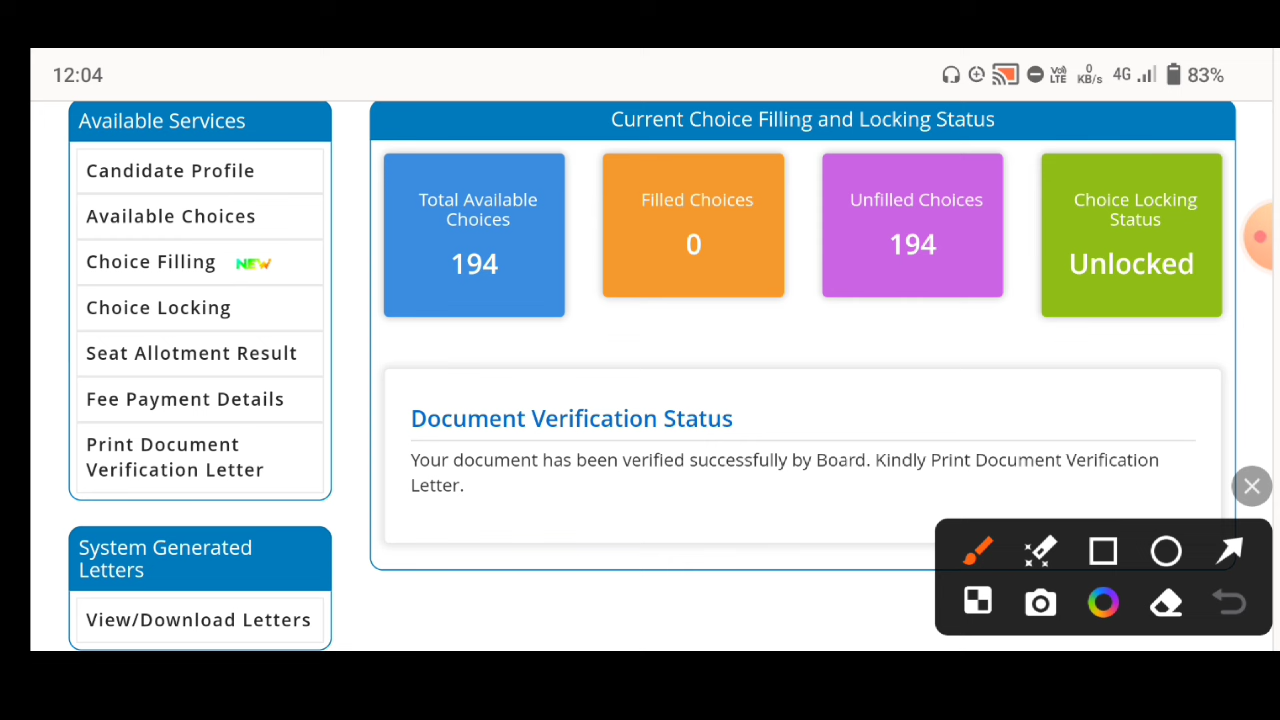 12:04
Vo) LTE
0 KB/s
4G
83%
Available Services
Candidate Profile
Available Choices
Choice Filling NEW
Choice Locking
Seat Allotment Result
Fee Payment Details
Print Document
Verification Letter
System Generated
Letters
View/Download Letters
Current Choice Filling and Locking Status
Total Available
Choices
194
Filled Choices
0
Unfilled Choices
194
Choice Locking
Status
Unlocked
Document Verification Status
Your document has been verified successfully by Board. Kindly Print Document Verification
Letter.